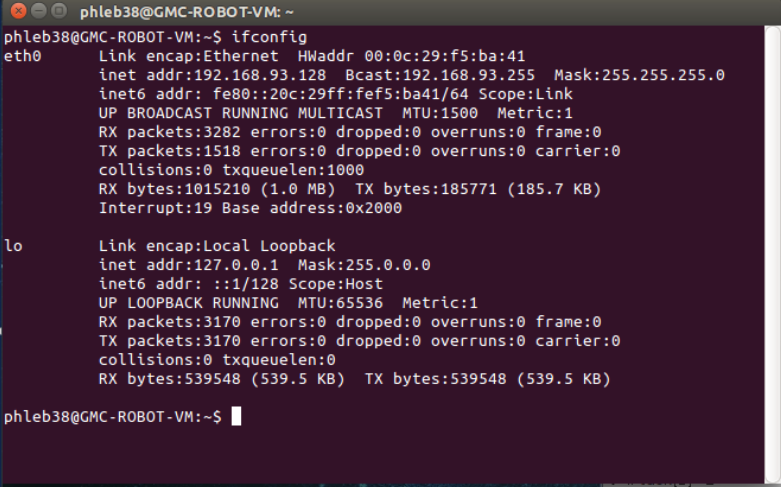 phleb38@GMC-ROBOT-VM: ~
phleb38@GMC-ROBOT-VM:~$ ifconfig
eth0 Link encap:Ethernet HWaddr 00:0c:29:f5:ba:41
inet addr:192.168.93.128 Bcast:192.168.93.255 Mask:255.255.255.0
inet6 addr: fe80::20c:29ff:fef5:ba41/64 Scope:Link
UP BROADCAST RUNNING MULTICAST MTU:1500 Metric:1
RX packets:3282 errors:0 dropped:0 overruns:0 frame:0
TX packets:1518 errors:0 dropped:0 overruns:0 carrier:0
collisions:0 txqueuelen:1000
RX bytes:1015210 (1.0 MB) TX bytes:185771 (185.7 KB)
Interrupt:19 Base address:0x2000
lo Link encap:Local Loopback
inet addr:127.0.0.1 Mask:255.0.0.0
inet6 addr: ::1/128 Scope:Host
UP LOOPBACK RUNNING MTU:65536 Metric:1
RX packets:3170 errors:0 dropped:0 overruns:0 frame:0
TX packets:3170 errors:0 dropped:0 overruns:0 carrier:0
collisions:0 txqueuelen:0
RX bytes:539548 (539.5 KB) TX bytes:539548 (539.5 KB)
phleb38@GMC-ROBOT-VM:~$